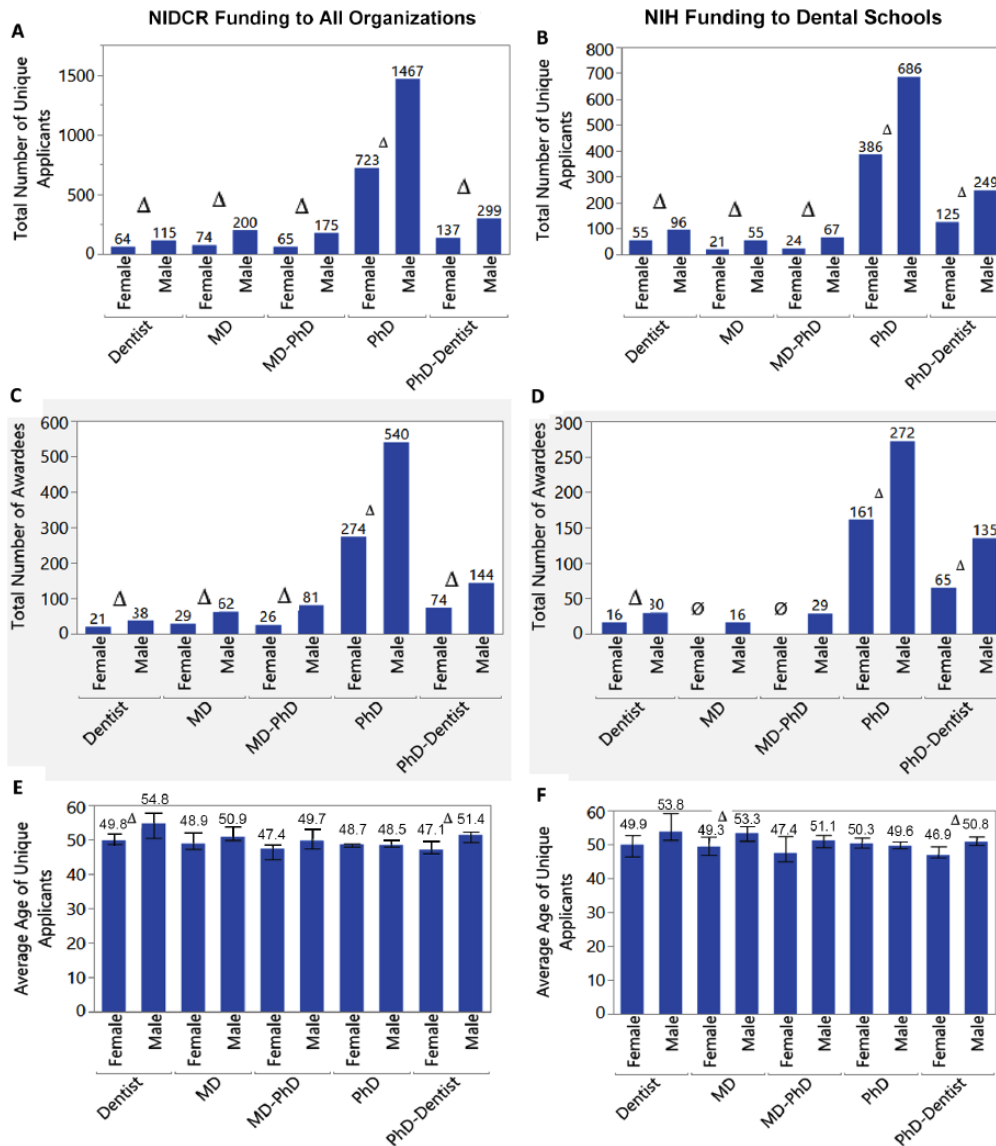 NIDCR Funding to All Organizations
NIH Funding to Dental Schools
A
Total Number of Unique
Applicants
1500
1000
500
0
64
115
Δ
74
200
Δ
65
175
Δ
723
1467
Δ
137
299
Δ
Female
Male
Female
Male
Female
Male
Female
Male
Female
Male
Dentist
MD
MD-PhD
PhD
PhD-Dentist
B
Total Number of Unique
Applicants
800
700
600
500
400
300
200
100
0
55
96
Δ
21
55
Δ
24
67
Δ
386
686
Δ
125
249
Δ
Female
Male
Female
Male
Female
Male
Female
Male
Female
Male
Dentist
MD
MD-PhD
PhD
PhD-Dentist
C
Total Number of Awardees
600
500
400
300
200
100
0
21
38
Δ
29
62
Δ
26
81
Δ
274
540
Δ
74
144
Δ
Female
Male
Female
Male
Female
Male
Female
Male
Female
Male
Dentist
MD
MD-PhD
PhD
PhD-Dentist
D
Total Number of Awardees
300
250
200
150
100
50
0
16
30
Δ
Ø
16
Ø
29
161
272
Δ
65
135
Δ
Female
Male
Female
Male
Female
Male
Female
Male
Female
Male
Dentist
MD
MD-PhD
PhD
PhD-Dentist
E
Average Age of Unique
Applicants
60
50
40
30
20
10
0
49.8
Δ
54.8
48.9
50.9
47.4
49.7
48.7
48.5
47.1
Δ
51.4
Female
Male
Female
Male
Female
Male
Female
Male
Female
Male
Dentist
MD
MD-PhD
PhD
PhD-Dentist
F
Average Age of Unique
Applicants
60
50
40
30
20
10
0
49.9
53.8
49.3
Δ
53.3
47.4
51.1
50.3
49.6
46.9
Δ
50.8
Female
Male
Female
Male
Female
Male
Female
Male
Female
Male
Dentist
MD
MD-PhD
PhD
PhD-Dentist